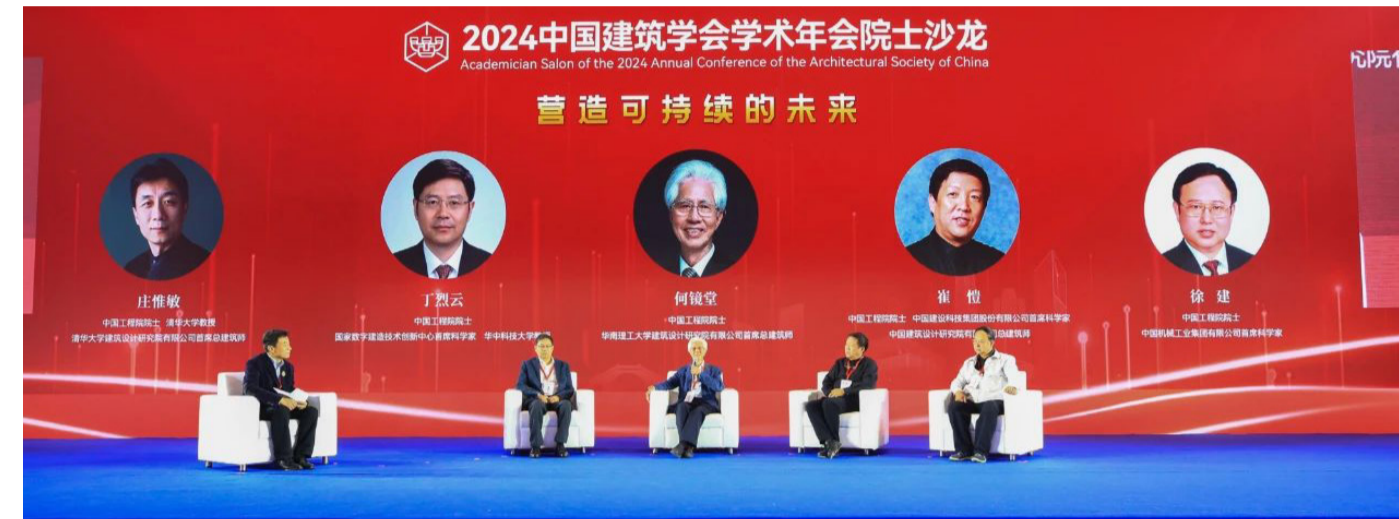 2024中国建筑学会学术年会院士沙龙
Academician Salon of the 2024 Annual Conference of the Architectural Society of China
营造可持续的未来
庄惟敏
中国工程院院士 清华大学教授
清华大学建筑设计研究院有限公司首席总建筑师
丁烈云
中国工程院院士
国家数字建造技术创新中心首席科学家 华中科技大学
何镜堂
中国工程院院士
华南理工大学建筑设计研究院有限公司首席总建筑师
崔愷
中国工程院院士 中国建设科技集团股份有限公司首席科学家
中国建筑设计研究院有限公司总建筑师
徐建
中国工程院院士
中国机械工业集团有限公司首席科学家